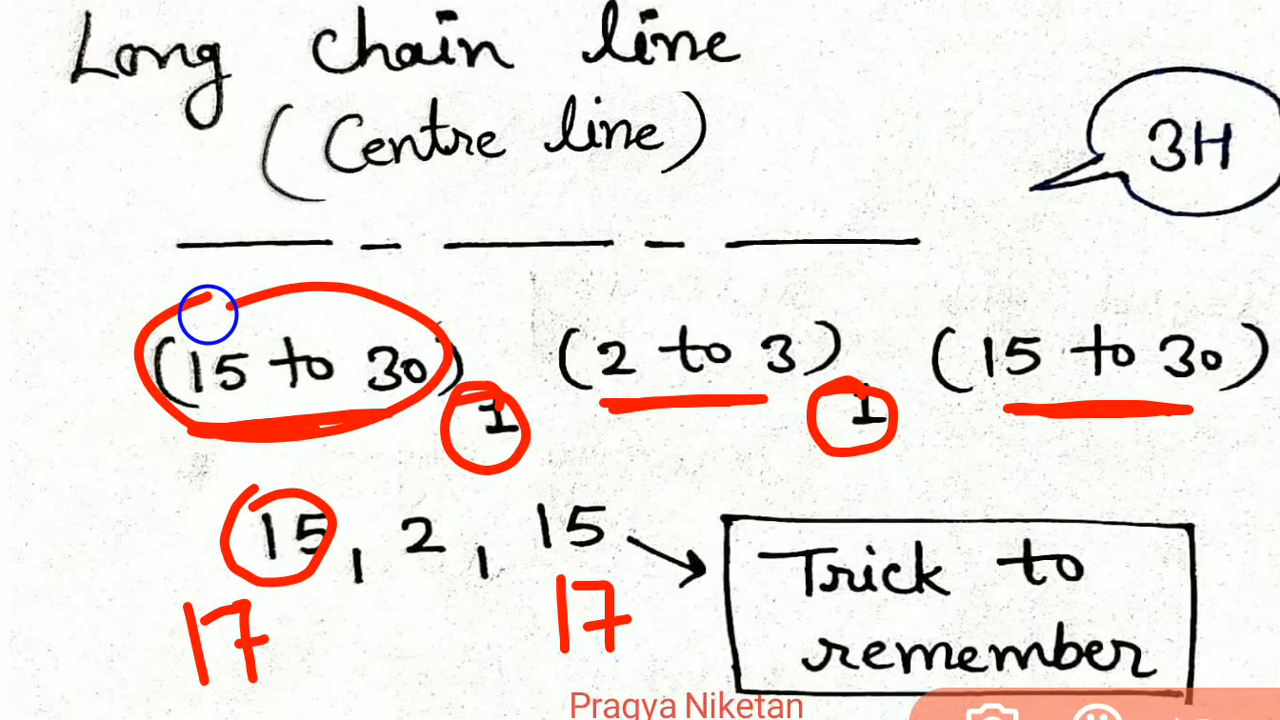 Long chain line
(Centre line)
3H
(15 to 30) 1 (2 to 3) 1 (15 to 30)
15, 2, 15
Trick to
remember
17 17
Pragya Niketan